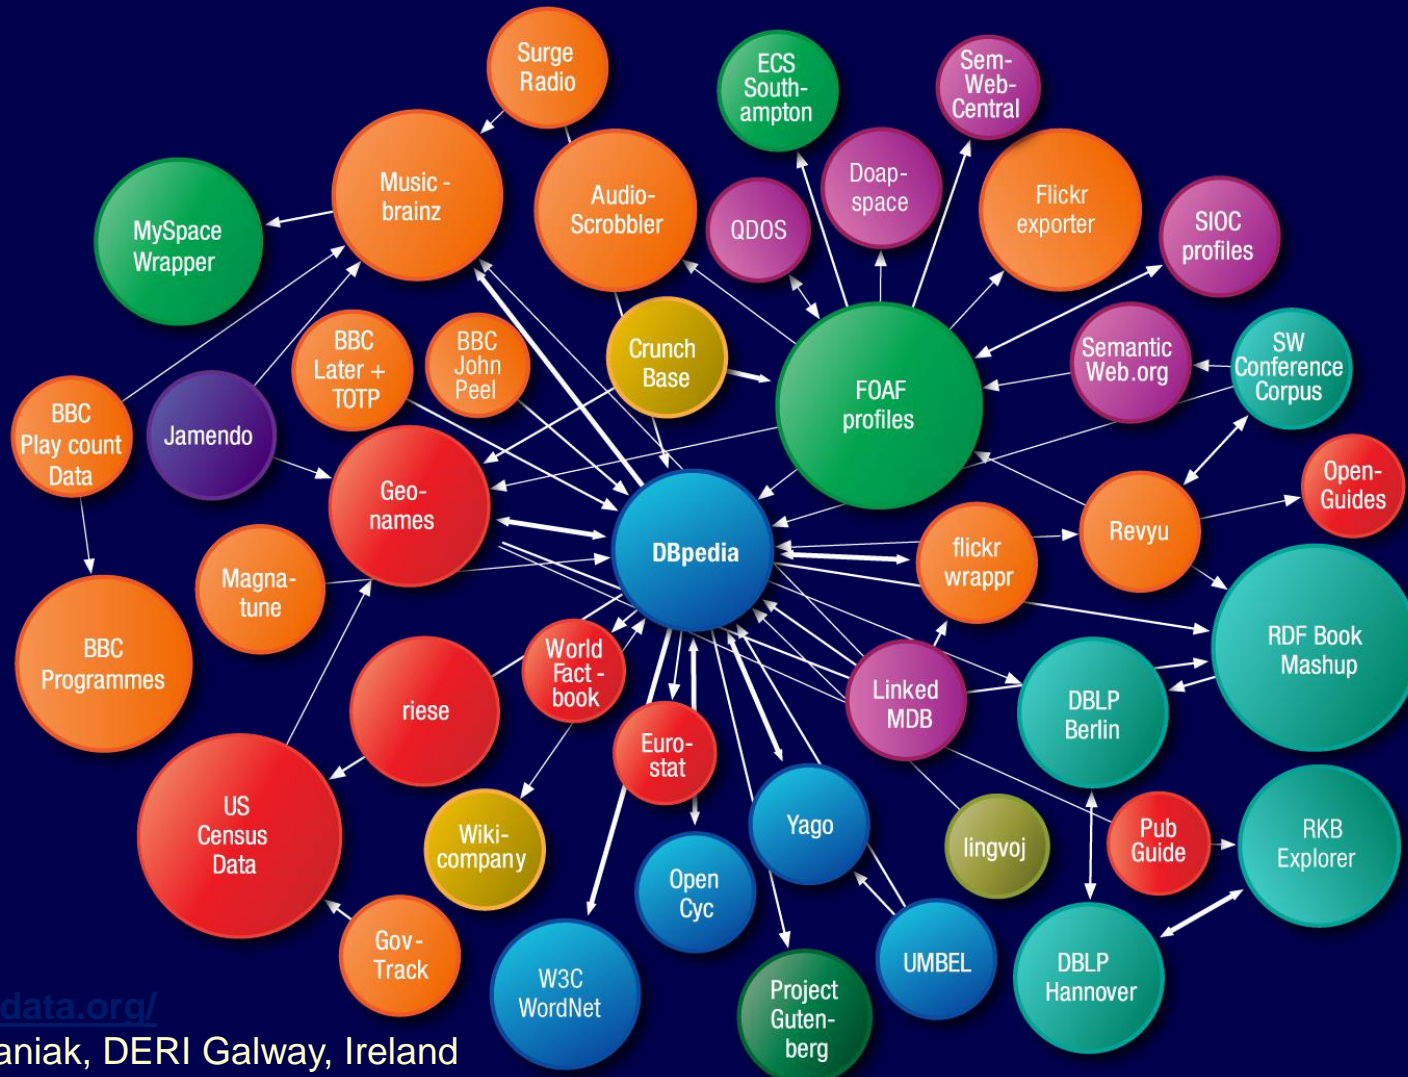 Surge
Radio
ECS
South-
ampton
Sem-
Web-
Central
Music -
brainz
Audio-
Scrobbler
Doap-
space
Flickr
exporter
QDOS
SIOC
profiles
MySpace
Wrapper
BBC
Later +
TOTP
BBC
John
Peel
Crunch
Base
FOAF
profiles
Semantic
Web.org
SW
Conference
Corpus
BBC
Play count
Data
Jamendo
Geo-
names
DBpedia
flickr
wrappr
Revyu
Open-
Guides
Magna-
tune
BBC
Programmes
riese
World
Fact -
book
Euro-
stat
Linked
MDB
DBLP
Berlin
RDF Book
Mashup
US
Census
Data
Wiki-
company
Yago
lingvoj
Pub
Guide
RKB
Explorer
Open
Cyc
Gov-
Track
W3C
WordNet
Project
Guten-
berg
UMBEL
DBLP
Hannover
data.org/
aniak, DERI Galway, Ireland